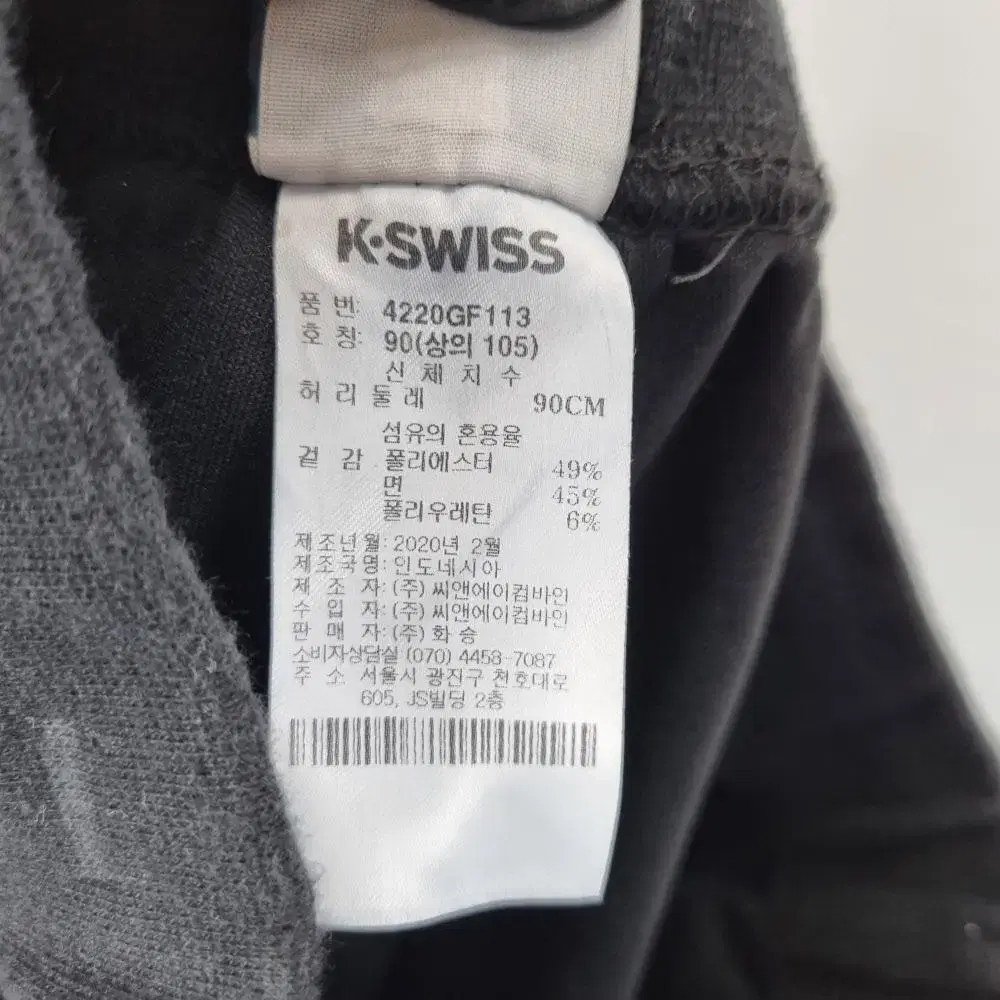 K·SWISS
품 번: 4220GF113
호 칭: 90(상의 105)
신 체 치 수
허 리 둘 레 90CM
섬유의 혼용율
겉 감 폴리에스터 49%
면 45%
폴리우레탄 6%
제조년월: 2020년 2월
제조국명: 인도네시아
제 조 자: (주) 씨앤에이컴바인
수 입 자: (주) 씨앤에이컴바인
판 매 자: (주) 화 승
소비자상담실 (070) 4458-7087
주 소 서울시 광진구 천호대로
605, JS빌딩 2층